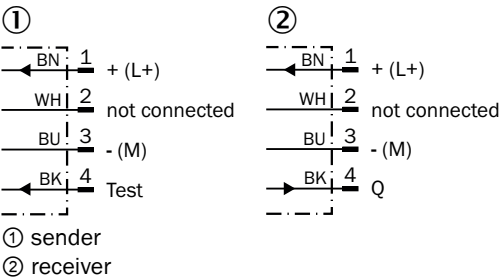 ① ②
BN 1 + (L+) BN 1 + (L+)
WH 2 not connected WH 2 not connected
BU 3 - (M) BU 3 - (M)
BK 4 Test BK 4 Q
① sender
② receiver